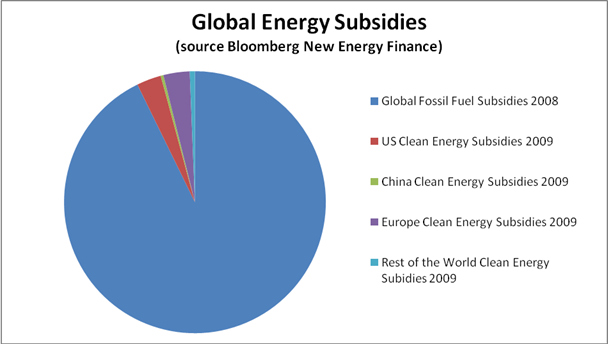 Global Energy Subsidies
(source Bloomberg New Energy Finance)
Global Fossil Fuel Subsidies 2008
US Clean Energy Subsidies 2009
China Clean Energy Subsidies 2009
Europe Clean Energy Subsidies 2009
Rest of the World Clean Energy
Subidies 2009